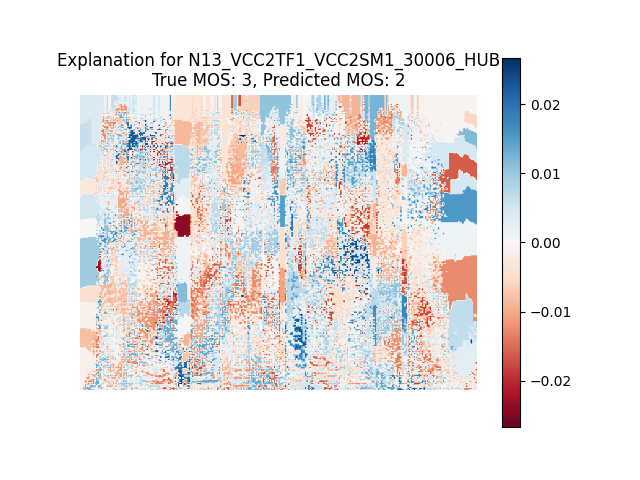 Explanation for N13_VCC2TF1_VCC2SM1_30006_HUB
True MOS: 3, Predicted MOS: 2
0.02
0.01
0.00
−0.01
−0.02